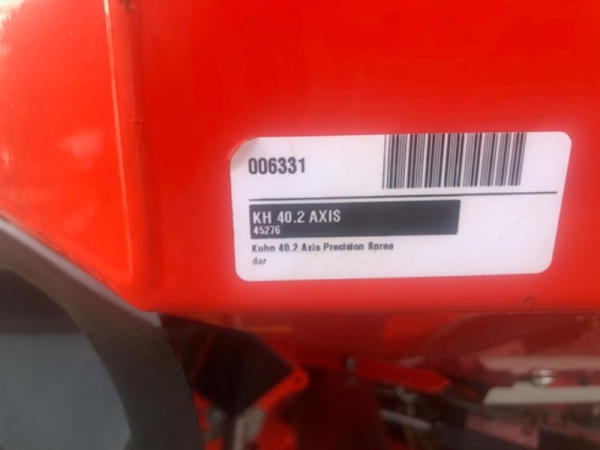 006331
KH 40.2 AXIS
45276
Kuhn 40.2 Axis Precision Sprea
der